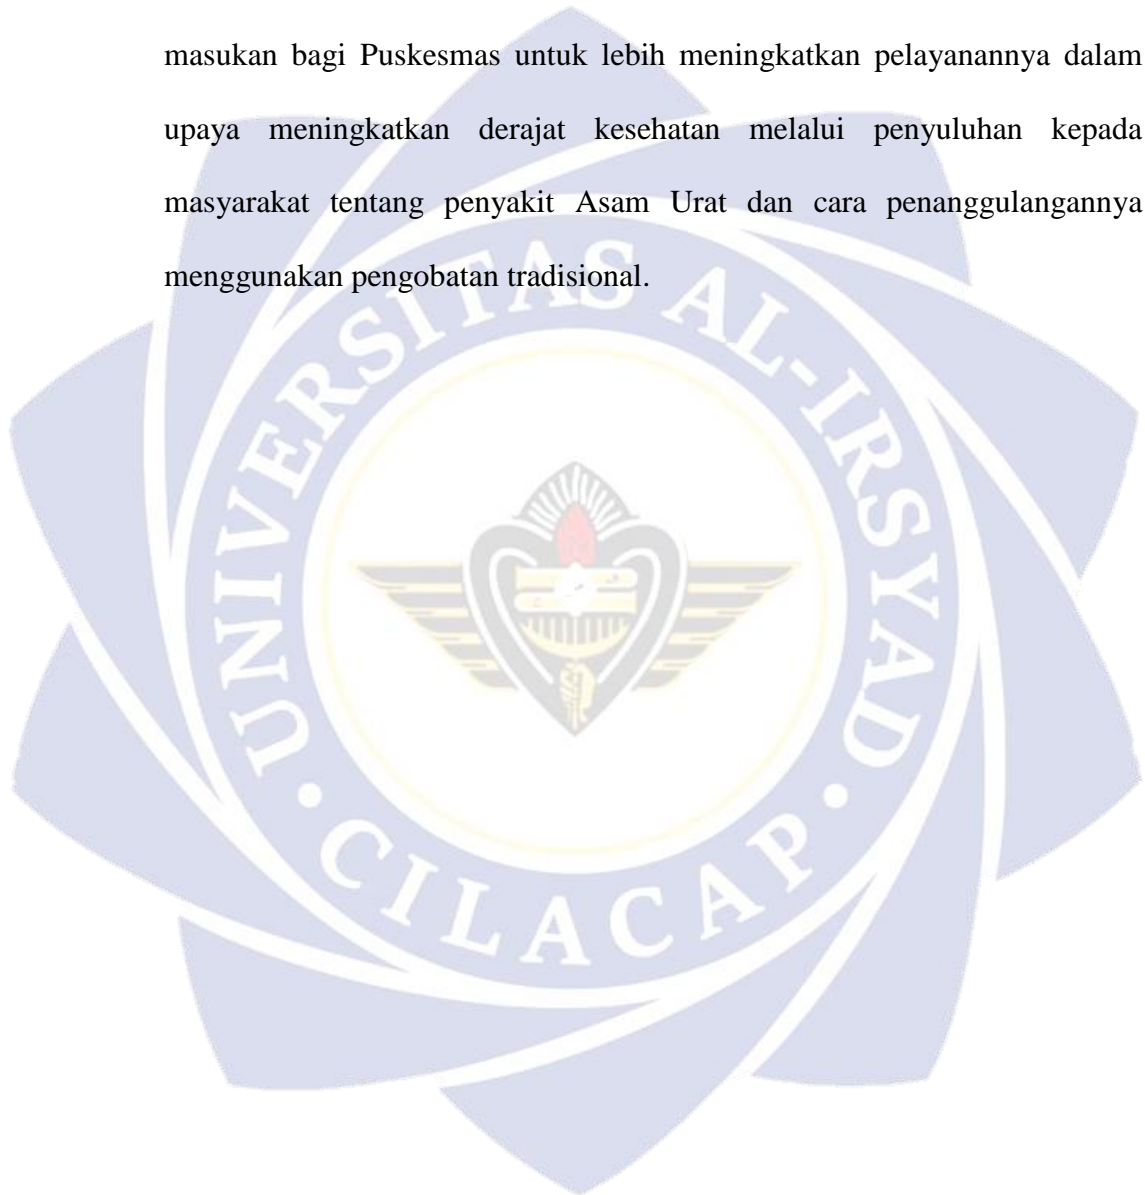 masukan bagi Puskesmas untuk lebih meningkatkan pelayanannya dalam
upaya meningkatkan derajat kesehatan melalui penyuluhan kepada
masyarakat tentang penyakit Asam Urat dan cara penanggulangannya
menggunakan pengobatan tradisional.
UNIVERSITAS AL-IRSYAD
• CILACAP •